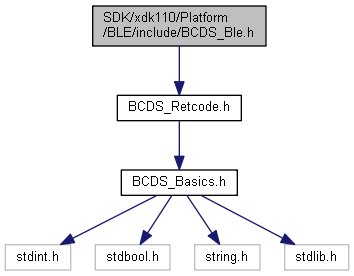 SDK/xdk110/Platform
/BLE/include/BCDS_Ble.h
BCDS_Retcode.h
BCDS_Basics.h
stdint.h
stdbool.h
string.h
stdlib.h